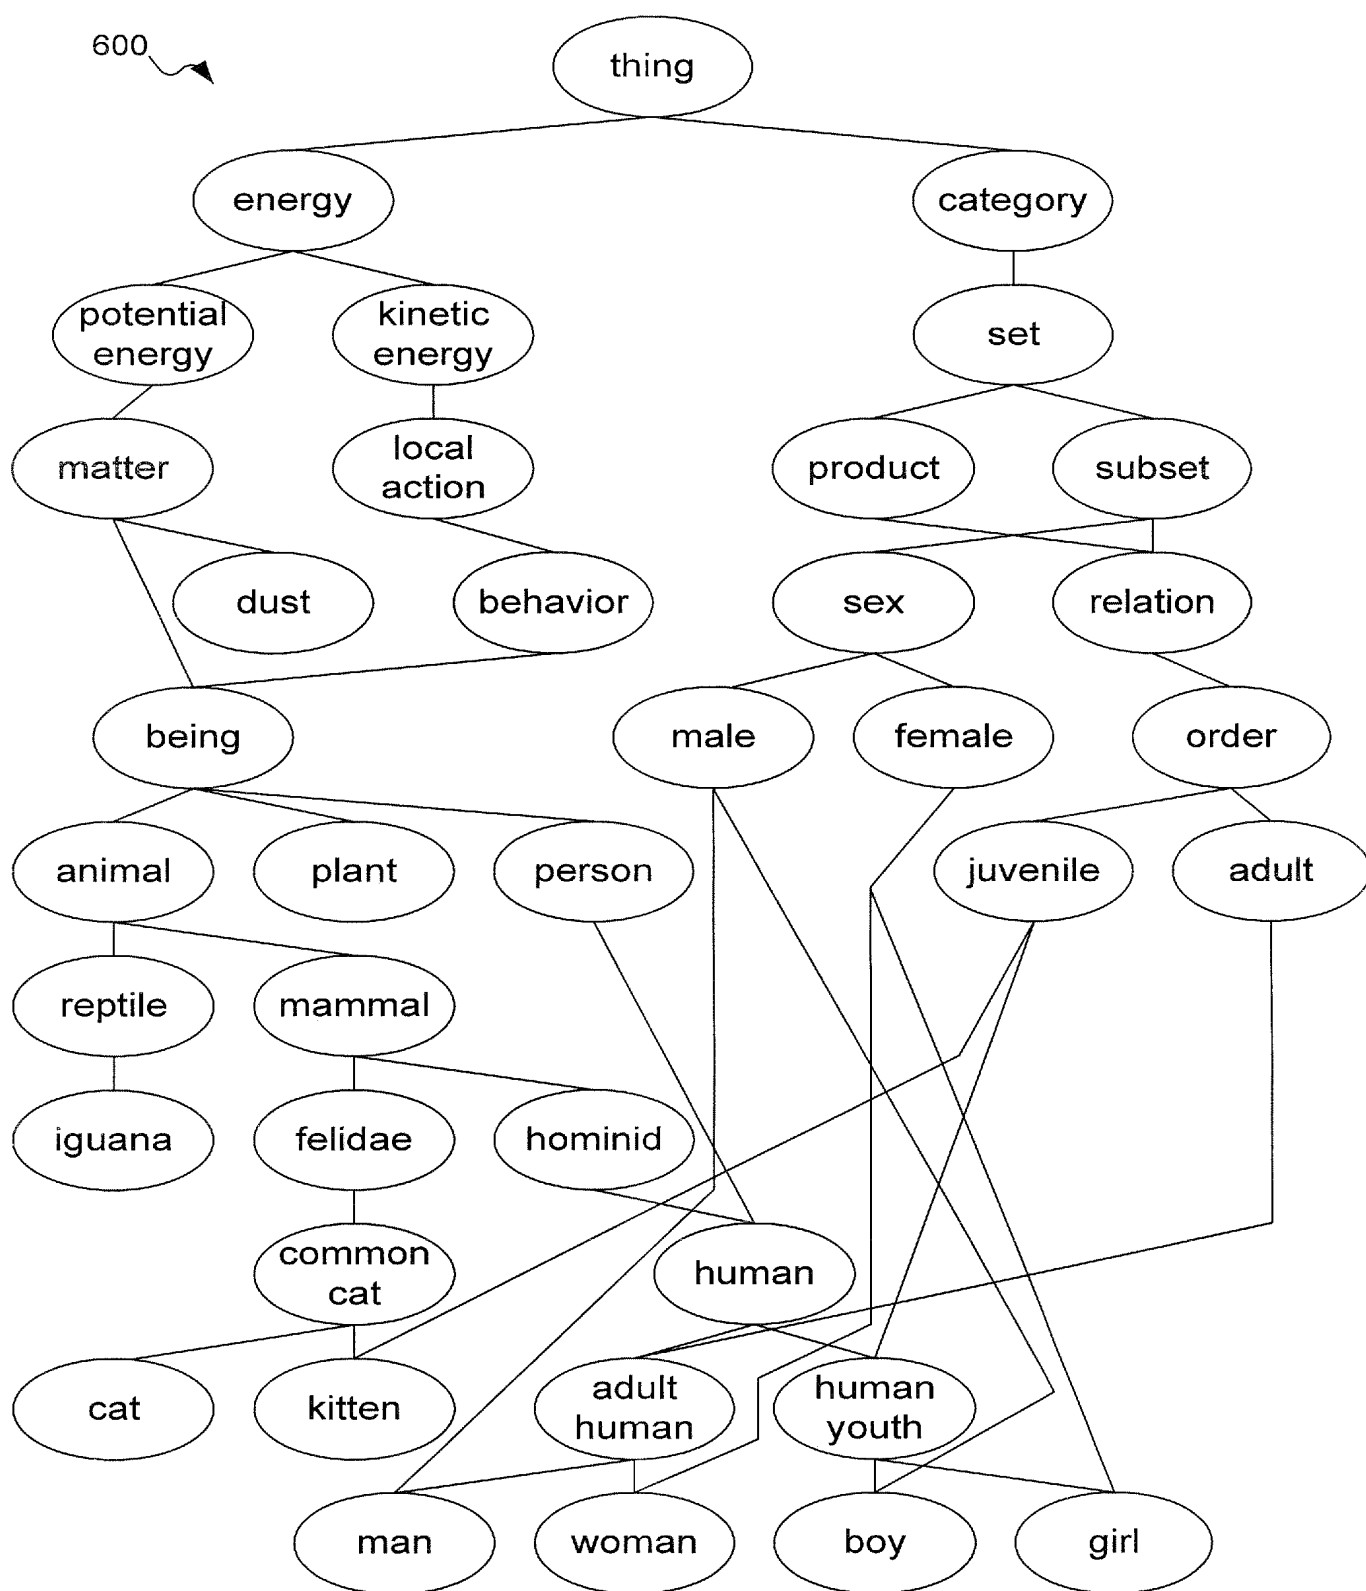 600
thing
energy
category
potential
energy
kinetic
energy
set
matter
local
action
product
subset
dust
behavior
sex
relation
being
male
female
order
animal
plant
person
juvenile
adult
reptile
mammal
iguana
felidae
hominid
common
cat
human
cat
kitten
adult
human
human
youth
man
woman
boy
girl